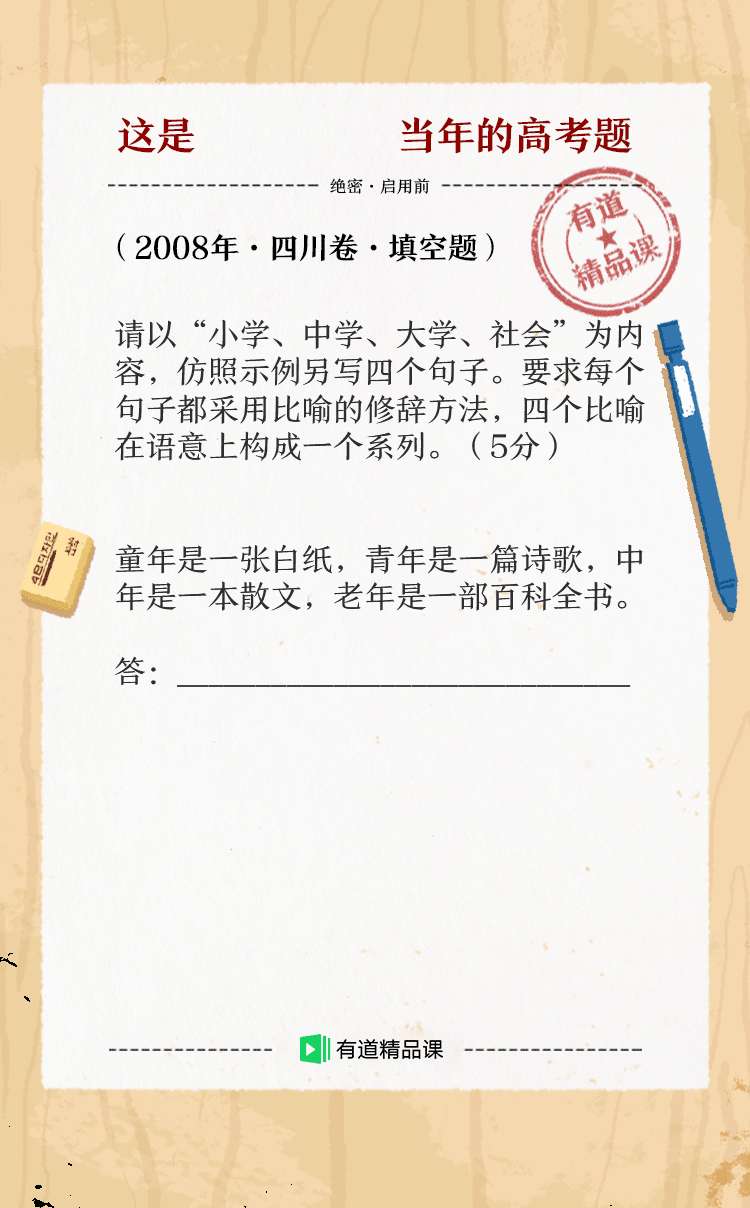 这是 当年的高考题
绝密·启用前
有道
精品课
（2008年·四川卷·填空题）
请以“小学、中学、大学、社会”为内
容，仿照示例另写四个句子。要求每个
句子都采用比喻的修辞方法，四个比喻
在语意上构成一个系列。（5分）
童年是一张白纸，青年是一篇诗歌，中
年是一本散文，老年是一部百科全书。
答：____________________________
有道精品课